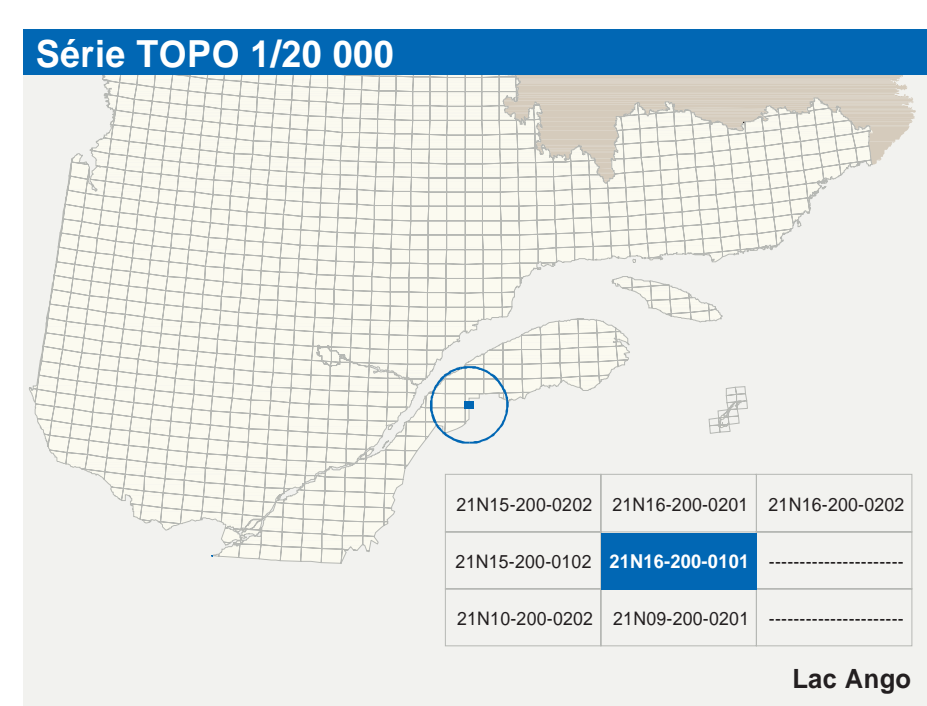 Série TOPO 1/20 000
21N15-200-0202 21N16-200-0201 21N16-200-0202
21N15-200-0102 21N16-200-0101 ----------------------
21N10-200-0202 21N09-200-0201 ----------------------
Lac Ango